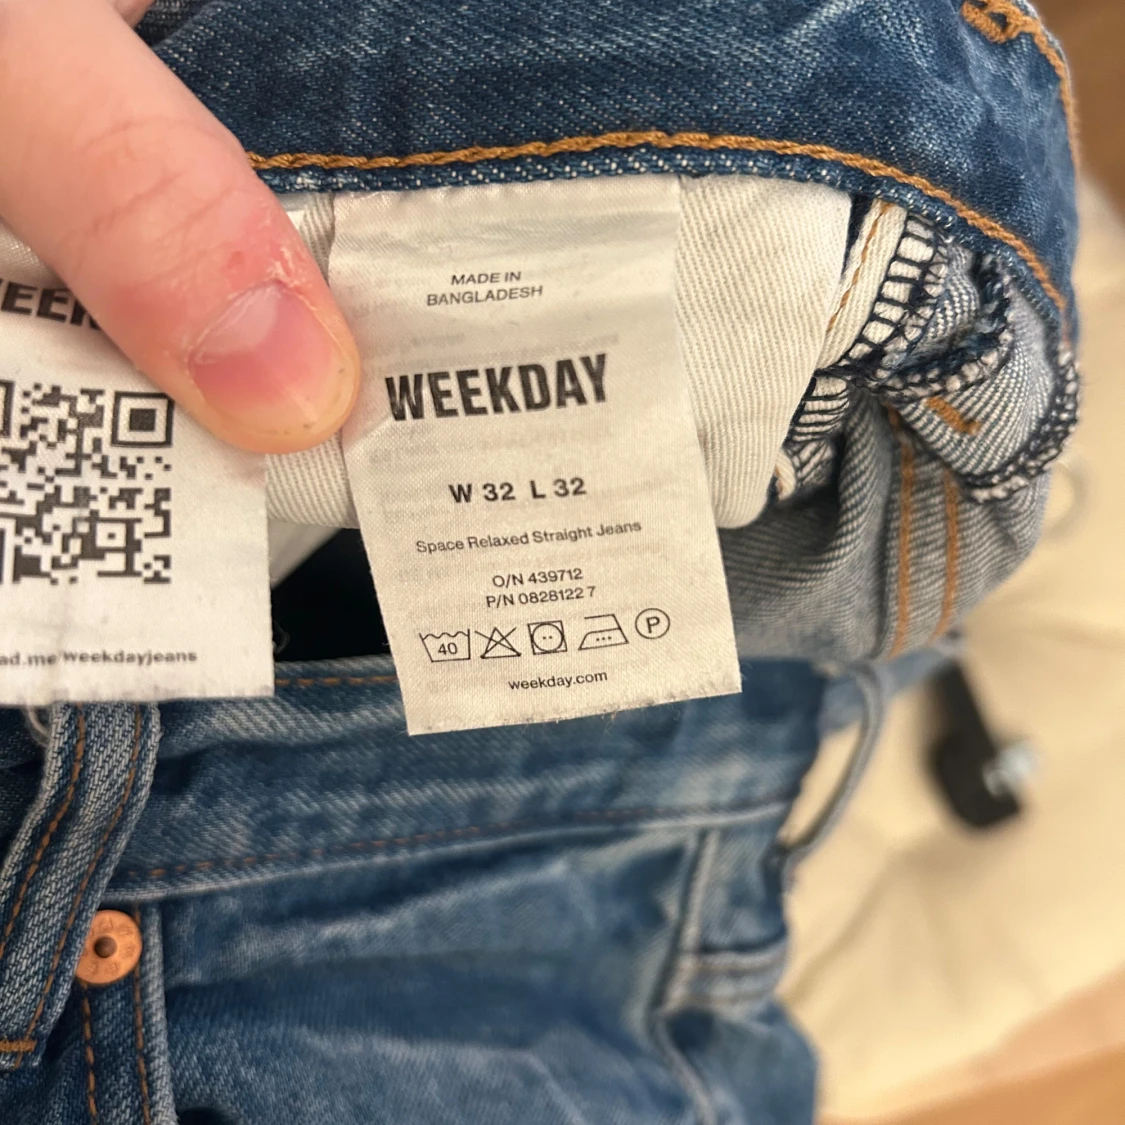 MADE IN
BANGLADESH
WEEKDAY
W 32 L 32
Space Relaxed Straight Jeans
O/N 439712
P/N 0828122 7
40
P
weekday.com
ad.me/weekdayjeans